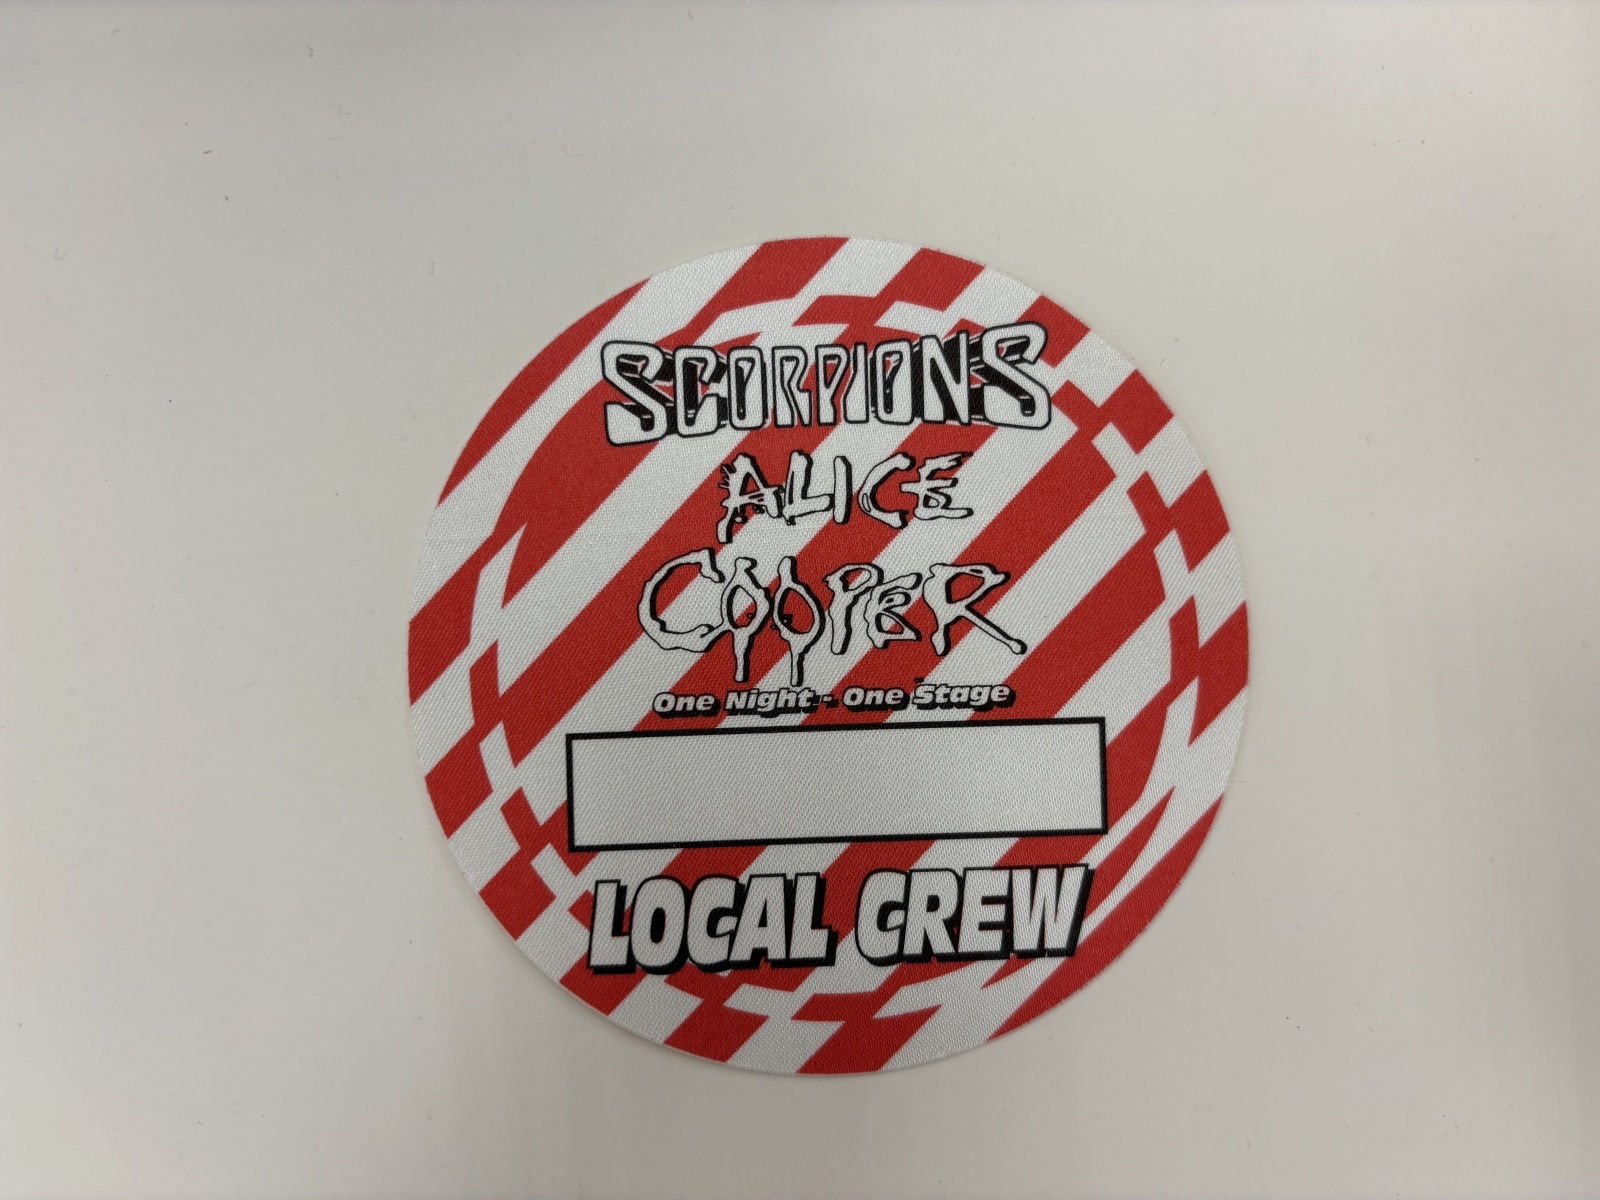 SCORPIONS
ALICE
COOPER
One Night - One Stage
LOCAL CREW